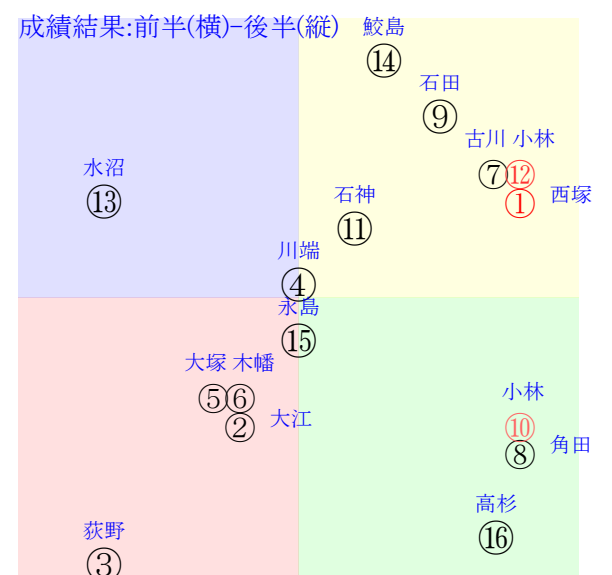 成績結果:前半(横)-後半(縦)
鮫島
⑭
石田
⑨
古川 小林
⑦⑫
水沼
⑬
① 西塚
石神
⑪
川端
④
永島
⑮
大塚 木幡
⑤⑥
② 大江
小林
⑩
⑧ 角田
高杉
⑯
荻野
③